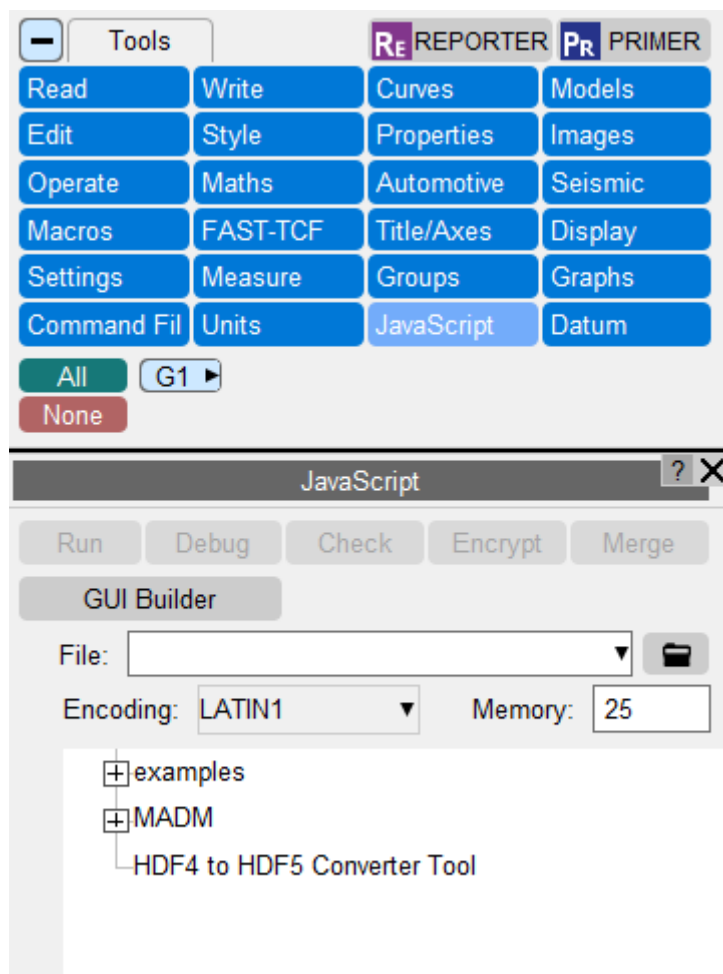 Tools RE REPORTER PR PRIMER
Read Write Curves Models
Edit Style Properties Images
Operate Maths Automotive Seismic
Macros FAST-TCF Title/Axes Display
Settings Measure Groups Graphs
Command Fil Units JavaScript Datum
All G1
None
JavaScript ? X
Run Debug Check Encrypt Merge
GUI Builder
File:
Encoding: LATIN1 Memory: 25
examples
MADM
HDF4 to HDF5 Converter Tool